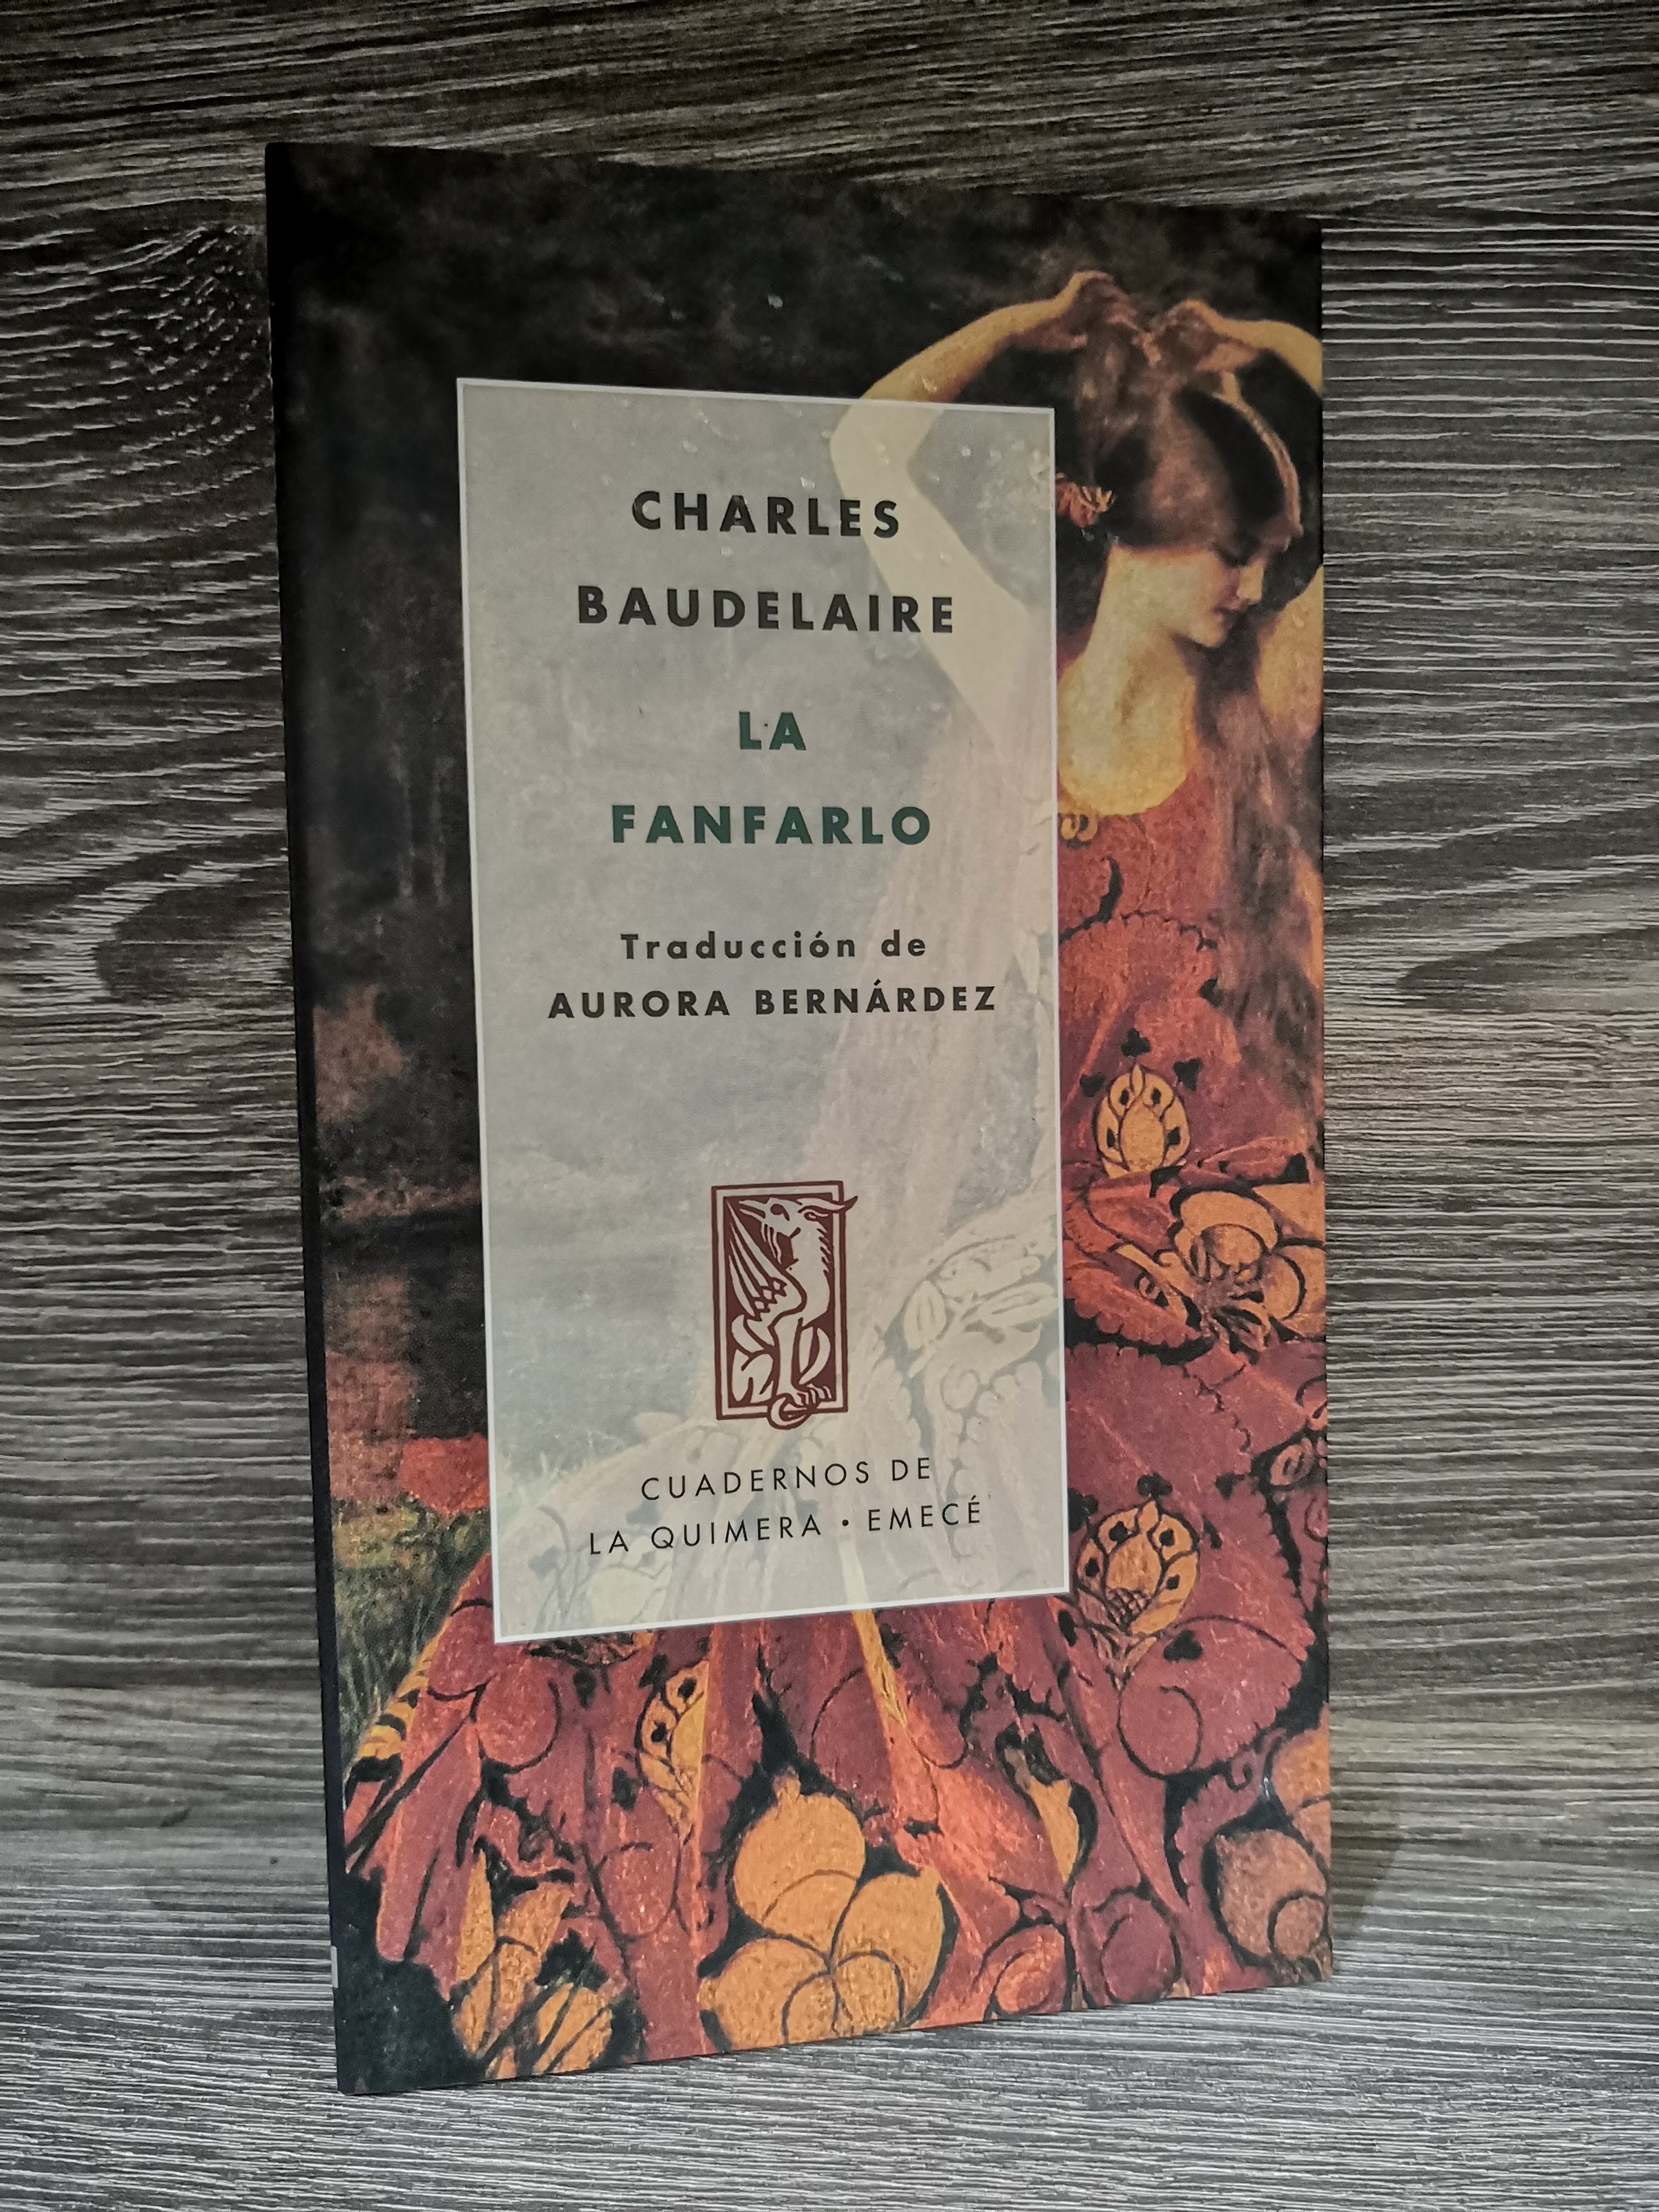 CHARLES
BAUDELAIRE
LA
FANFARLO
Traducción de
AURORA BERNÁRDEZ
CUADERNOS DE
LA QUIMERA • EMECÉ